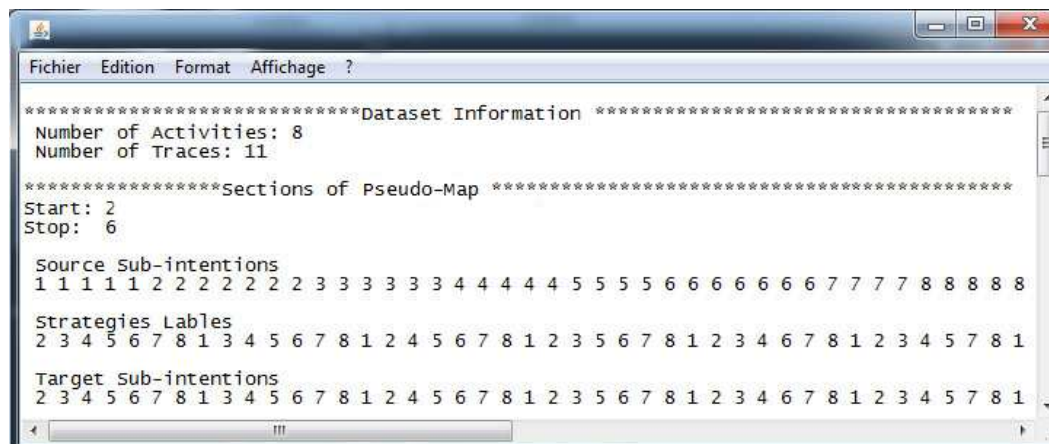 Fichier Edition Format Affichage ?
*****************************Dataset Information ************************************
Number of Activities: 8
Number of Traces: 11
*****************Sections of Pseudo-Map *********************************************
Start: 2
Stop: 6
Source Sub-intentions
1 1 1 1 1 2 2 2 2 2 2 2 3 3 3 3 3 3 4 4 4 4 4 5 5 5 5 6 6 6 6 6 6 6 7 7 7 7 8 8 8 8 8
Strategies Lables
2 3 4 5 6 7 8 1 3 4 5 6 7 8 1 2 4 5 6 7 8 1 2 3 5 6 7 8 1 2 3 4 6 7 8 1 2 3 4 5 7 8 1
Target Sub-intentions
2 3 4 5 6 7 8 1 3 4 5 6 7 8 1 2 4 5 6 7 8 1 2 3 5 6 7 8 1 2 3 4 6 7 8 1 2 3 4 5 7 8 1